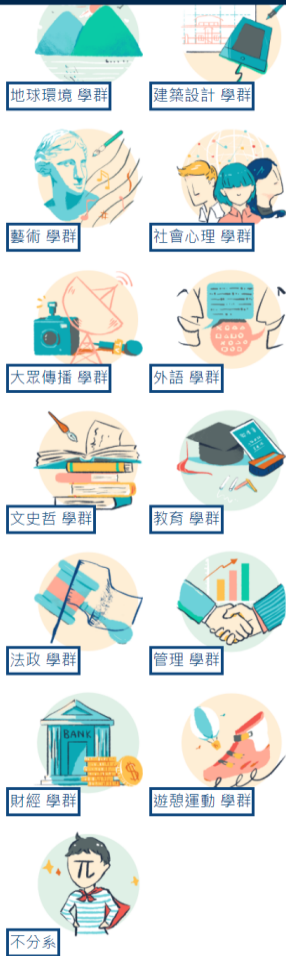 地球環境 學群
建築設計 學群
藝術 學群
社會心理 學群
大眾傳播 學群
外語 學群
文史哲 學群
教育 學群
法政 學群
管理 學群
BANK
$
財經 學群
遊憩運動 學群
π
不分系